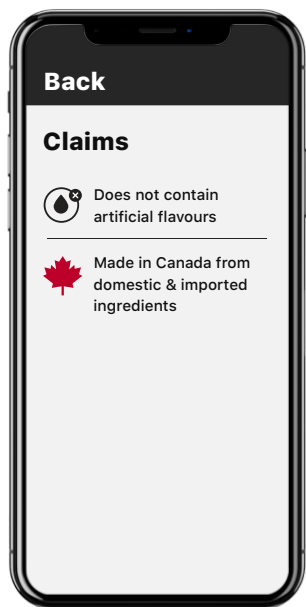 Back
Claims
Does not contain
artificial flavours
Made in Canada from
domestic & imported
ingredients